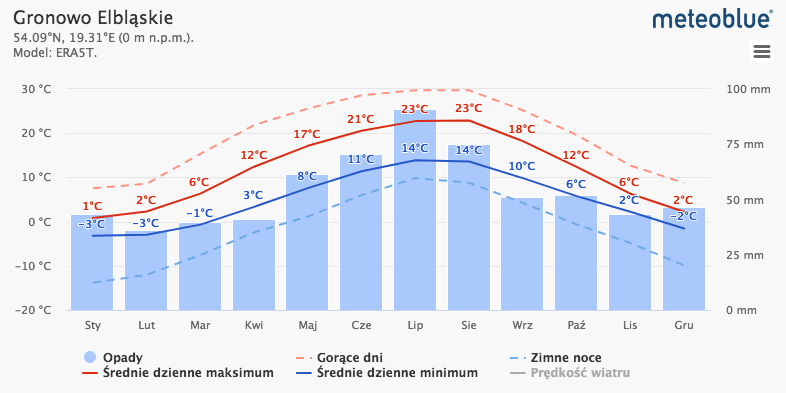 Gronowo Elbląskie
54.09°N, 19.31°E (0 m n.p.m.).
Model: ERA5T.
meteoblue®
30 °C
20 °C
10 °C
0 °C
−10 °C
−20 °C
100 mm
75 mm
50 mm
25 mm
0 mm
1°C 2°C 6°C 12°C 17°C 21°C 23°C 23°C 18°C 12°C 6°C 2°C
−3°C −3°C −1°C 3°C 8°C 11°C 14°C 14°C 10°C 6°C 2°C −2°C
Sty Lut Mar Kwi Maj Cze Lip Sie Wrz Paź Lis Gru
Opady Gorące dni Zimne noce
Średnie dzienne maksimum Średnie dzienne minimum Prędkość wiatru